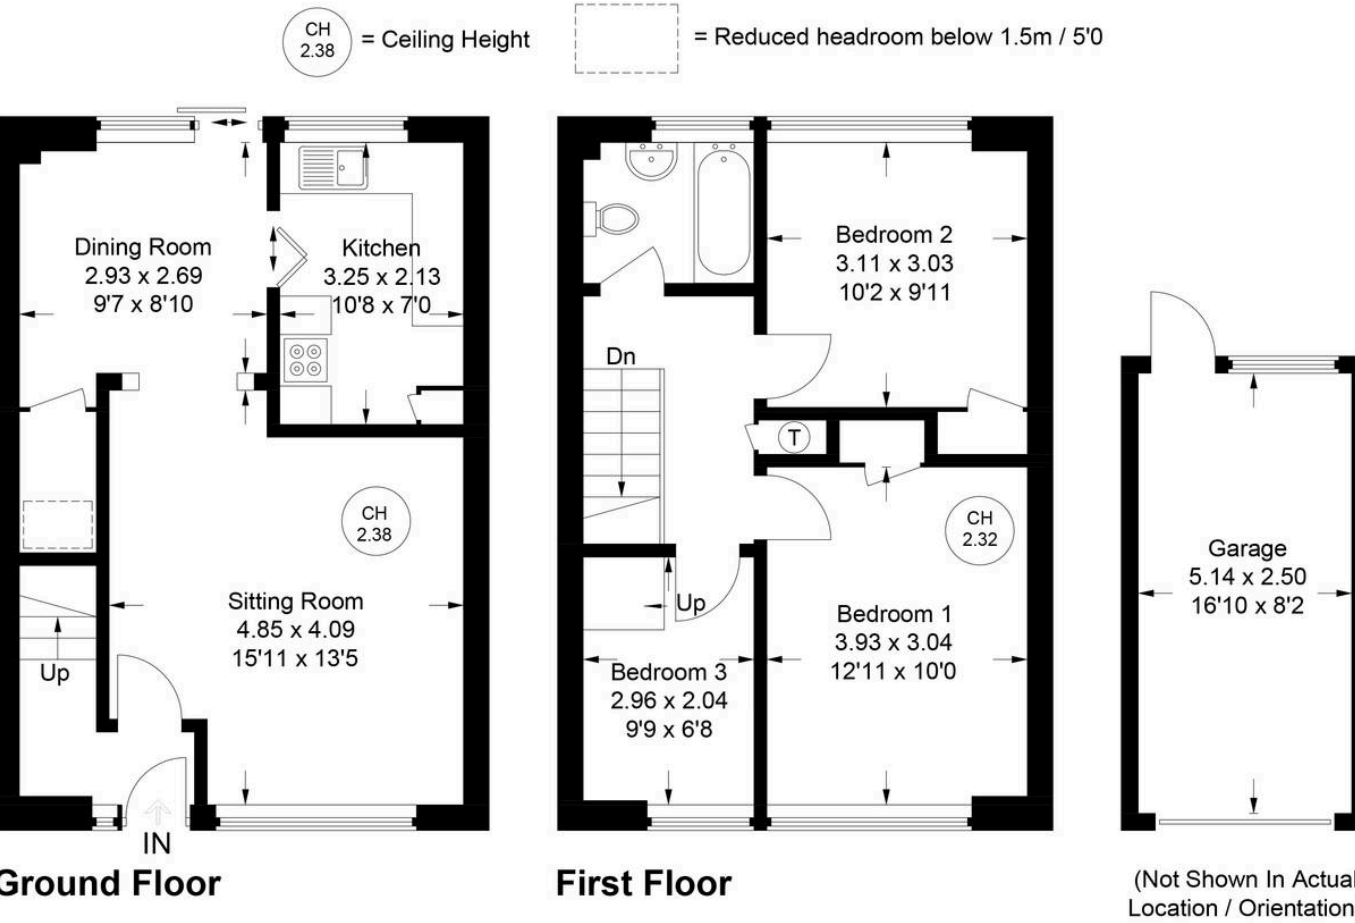 CH
2.38
= Ceiling Height
= Reduced headroom below 1.5m / 5'0
Dining Room
2.93 x 2.69
9'7 x 8'10
Kitchen
3.25 x 2.13
10'8 x 7'0
CH
2.38
Sitting Room
4.85 x 4.09
15'11 x 13'5
Up
IN
Ground Floor
Bedroom 2
3.11 x 3.03
10'2 x 9'11
Dn
T
CH
2.32
Up
Bedroom 1
3.93 x 3.04
12'11 x 10'0
Bedroom 3
2.96 x 2.04
9'9 x 6'8
First Floor
Garage
5.14 x 2.50
16'10 x 8'2
(Not Shown In Actual
Location / Orientation